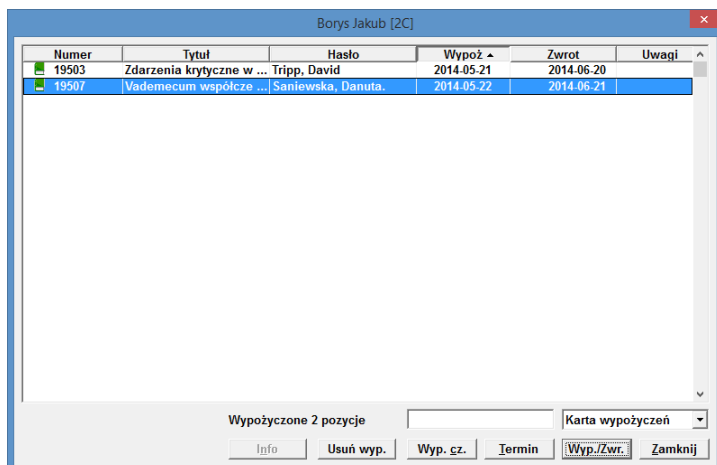 Borys Jakub [2C]
Numer Tytuł Hasło Wypoż Zwrot Uwagi
19503 Zdarzenia krytyczne w ... Tripp, David 2014-05-21 2014-06-20
19507 Vademecum współcze ... Saniewska, Danuta. 2014-05-22 2014-06-21
Wypożyczone 2 pozycje Karta wypożyczeń
Info Usuń wyp. Wyp. cz. Termin Wyp./Zwr. Zamknij